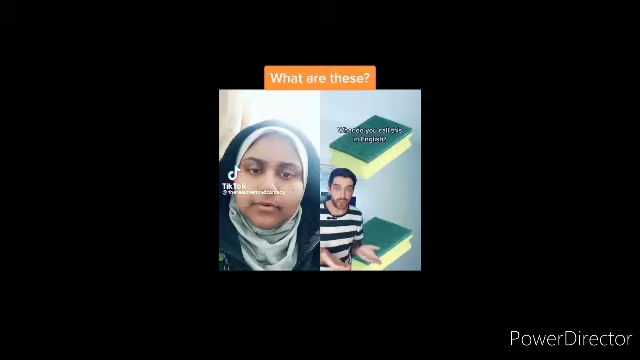 What are these?
What do you call this
in English?
TikTok
PowerDirector